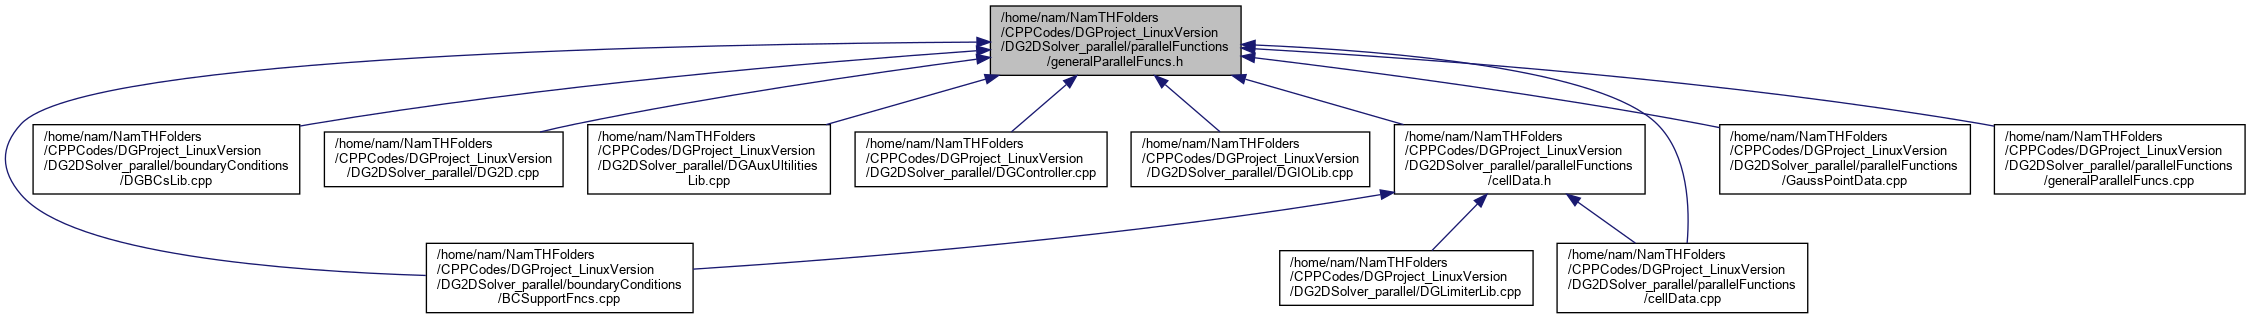 /home/nam/NamTHFolders
/CPPCodes/DGProject_LinuxVersion
/DG2DSolver_parallel/parallelFunctions
/generalParallelFuncs.h
/home/nam/NamTHFolders
/CPPCodes/DGProject_LinuxVersion
/DG2DSolver_parallel/boundaryConditions
/DGBCsLib.cpp
/home/nam/NamTHFolders
/CPPCodes/DGProject_LinuxVersion
/DG2DSolver_parallel/DG2D.cpp
/home/nam/NamTHFolders
/CPPCodes/DGProject_LinuxVersion
/DG2DSolver_parallel/DGAuxUltilities
Lib.cpp
/home/nam/NamTHFolders
/CPPCodes/DGProject_LinuxVersion
/DG2DSolver_parallel/DGController.cpp
/home/nam/NamTHFolders
/CPPCodes/DGProject_LinuxVersion
/DG2DSolver_parallel/DGIOLib.cpp
/home/nam/NamTHFolders
/CPPCodes/DGProject_LinuxVersion
/DG2DSolver_parallel/parallelFunctions
/cellData.h
/home/nam/NamTHFolders
/CPPCodes/DGProject_LinuxVersion
/DG2DSolver_parallel/parallelFunctions
/GaussPointData.cpp
/home/nam/NamTHFolders
/CPPCodes/DGProject_LinuxVersion
/DG2DSolver_parallel/parallelFunctions
/generalParallelFuncs.cpp
/home/nam/NamTHFolders
/CPPCodes/DGProject_LinuxVersion
/DG2DSolver_parallel/boundaryConditions
/BCSupportFncs.cpp
/home/nam/NamTHFolders
/CPPCodes/DGProject_LinuxVersion
/DG2DSolver_parallel/DGLimiterLib.cpp
/home/nam/NamTHFolders
/CPPCodes/DGProject_LinuxVersion
/DG2DSolver_parallel/parallelFunctions
/cellData.cpp